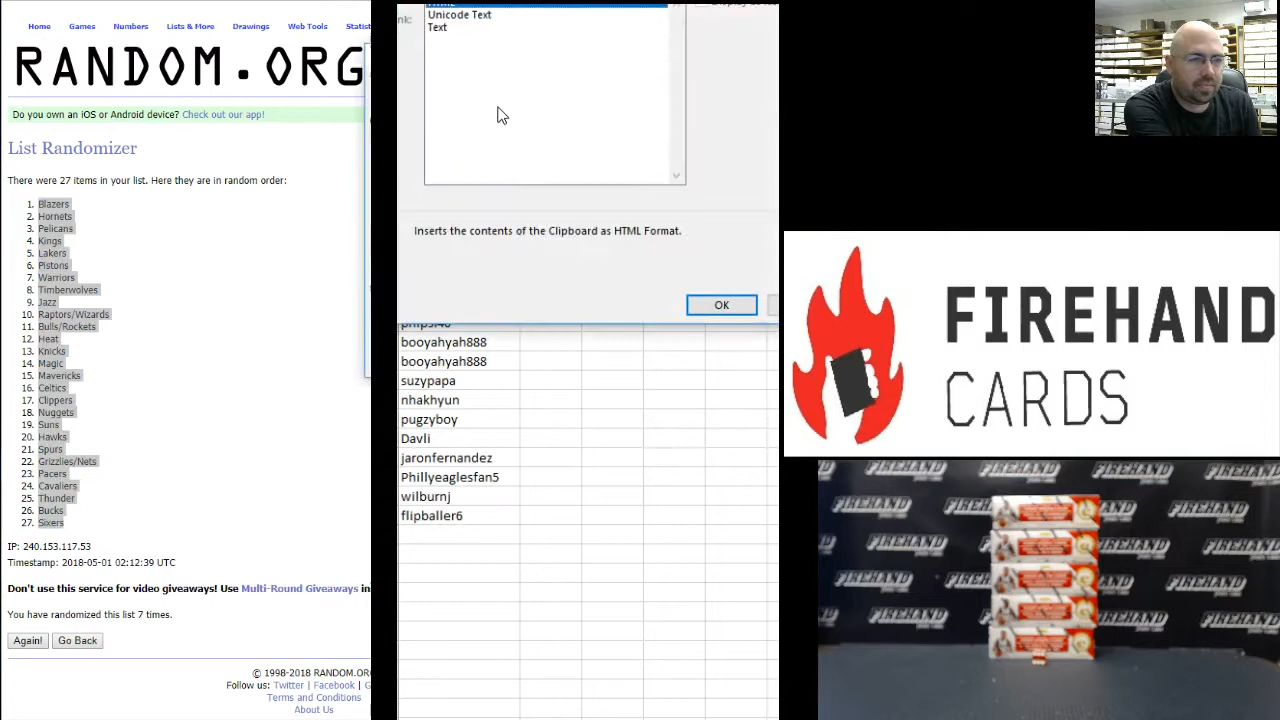 Home Games Numbers Lists & More Drawings Web Tools
RANDOM.ORG
Do you own an iOS or Android device? Check out our app!
List Randomizer
There were 27 items in your list. Here they are in random order:
1. Blazers
2. Hornets
3. Pelicans
4. Kings
5. Lakers
6. Pistons
7. Warriors
8. Timberwolves
9. Jazz
10. Raptors/Wizards
11. Bulls/Rockets
12. Heat
13. Knicks
14. Magic
15. Mavericks
16. Celtics
17. Clippers
18. Nuggets
19. Suns
20. Hawks
21. Spurs
22. Grizzlies/Nets
23. Pacers
24. Cavaliers
25. Thunder
26. Bucks
27. Sixers
IP: 240.153.117.53
Timestamp: 2018-05-01 02:12:39 UTC
Don't use this service for video giveaways! Use Multi-Round Giveaways in
You have randomized this list 7 times.
Again! Go Back
© 1998-2018 RANDOM.OR
Follow us: Twitter | Facebook | G
Terms and Conditions
About Us
Unicode Text
Text
Inserts the contents of the Clipboard as HTML Format.
OK
booyahyah888
booyahyah888
suzypapa
nhakhyun
pugzyboy
Davli
jaronfernandez
Phillyeaglesfan5
wilburnj
flipballer6
FIREHAND
CARDS